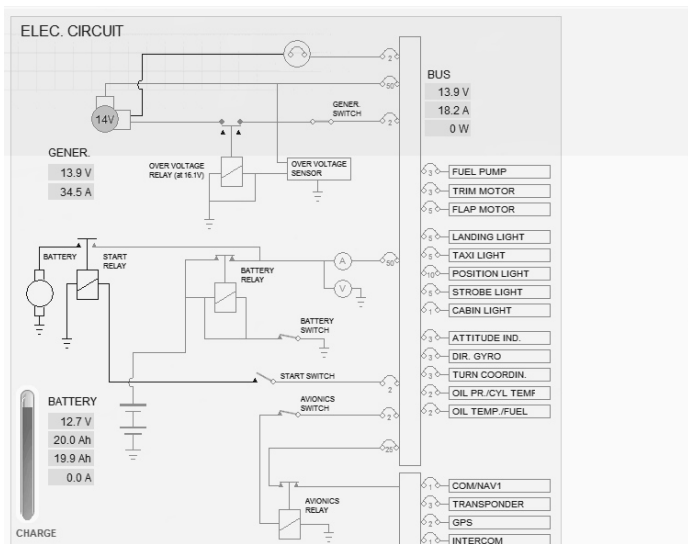 ELEC. CIRCUIT
2
50
14V
GENER.
SWITCH
2
BUS
13.9 V
18.2 A
0 W
GENER.
13.9 V
34.5 A
OVER VOLTAGE
RELAY (at 16.1V)
OVER VOLTAGE
SENSOR
3 FUEL PUMP
3 TRIM MOTOR
5 FLAP MOTOR
BATTERY
START
RELAY
BATTERY
RELAY
A
50
V
5 LANDING LIGHT
5 TAXI LIGHT
10 POSITION LIGHT
5 STROBE LIGHT
1 CABIN LIGHT
BATTERY
SWITCH
3 ATTITUDE IND.
3 DIR. GYRO
3 TURN COORDIN.
2 OIL PR./CYL TEMF
2 OIL TEMP./FUEL
START SWITCH
2
BATTERY
12.7 V
20.0 Ah
19.9 Ah
0.0 A
AVIONICS
SWITCH
2
25
AVIONICS
RELAY
1 COM/NAV1
3 TRANSPONDER
2 GPS
1 INTERCOM
CHARGE